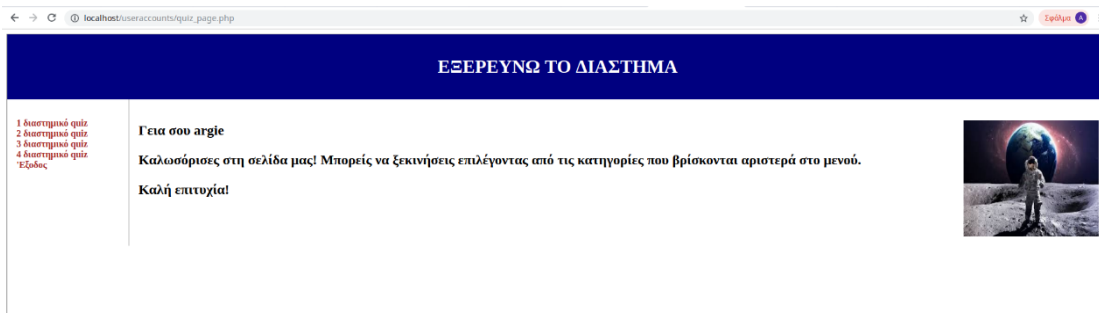 localhost/useraccounts/quiz_page.php
Σφάλμα A
ΕΞΕΡΕΥΝΩ ΤΟ ΔΙΑΣΤΗΜΑ
1 διαστημικό quiz
2 διαστημικό quiz
3 διαστημικό quiz
4 διαστημικό quiz
Έξοδος
Γεια σου argie
Καλωσόρισες στη σελίδα μας! Μπορείς να ξεκινήσεις επιλέγοντας από τις κατηγορίες που βρίσκονται αριστερά στο μενού.
Καλή επιτυχία!